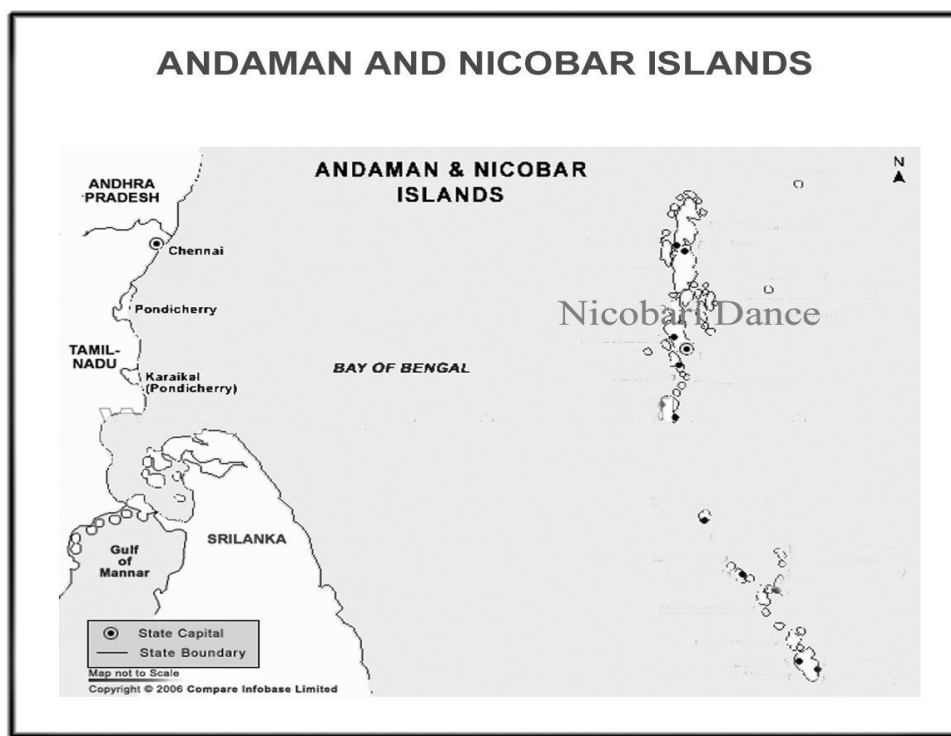 ANDAMAN AND NICOBAR ISLANDS
ANDAMAN & NICOBAR
ISLANDS
N
ANDHRA
PRADESH
Chennai
Pondicherry
Nicobari Dance
TAMIL-
NADU
Karaikal
(Pondicherry)
BAY OF BENGAL
SRILANKA
Gulf
of
Mannar
State Capital
State Boundary
Map not to Scale
Copyright © 2006 Compare Infobase Limited